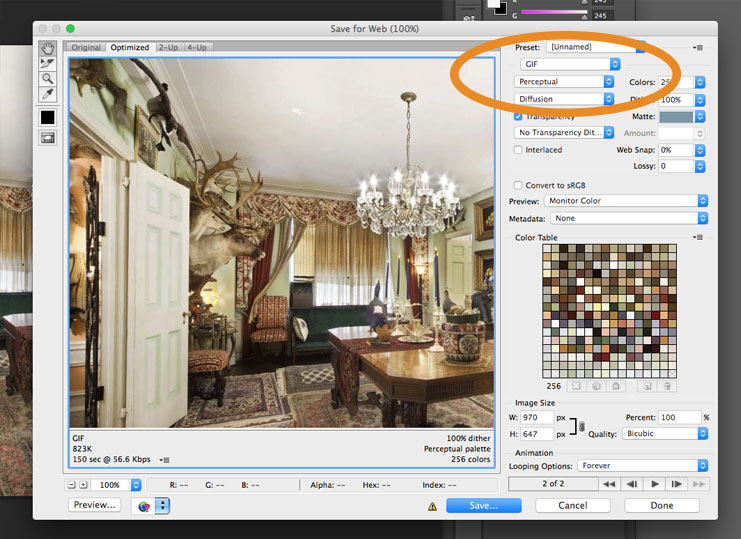 R
245
G
245
Save for Web (100%)
Original Optimized 2-Up 4-Up
Preset: [Unnamed]
GIF
Perceptual Colors: 25
Diffusion 100%
Transparency Matte:
No Transparency Dit... Amount:
Interlaced Web Snap: 0%
Lossy: 0
Convert to sRGB
Preview: Monitor Color
Metadata: None
Color Table
256
Image Size
W: 970 px Percent: 100 %
H: 647 px Quality: Bicubic
Animation
Looping Options: Forever
2 of 2
GIF 100% dither
823K Perceptual palette
150 sec @ 56.6 Kbps 256 colors
100% R: -- G: -- B: -- Alpha: -- Hex: -- Index: --
Preview... Save... Cancel Done